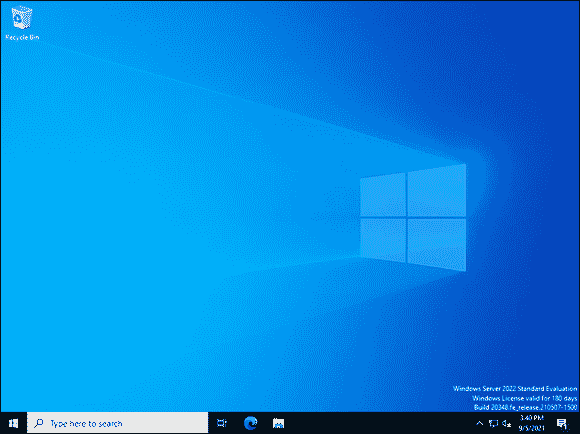 Recycle Bin
Windows Server 2022 Standard Evaluation
Windows License valid for 180 days
Build 20348.fe_release.210507-1500
Type here to search
3:40 PM
9/5/2021